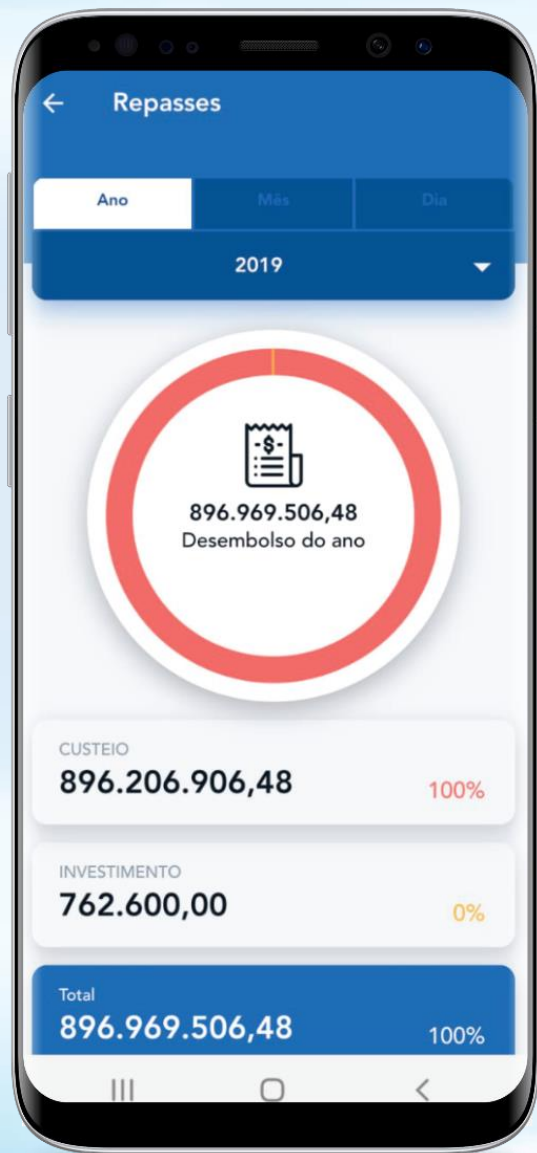 Repasses
Ano Mês Dia
2019
-$-
896.969.506,48
Desembolso do ano
CUSTEIO
896.206.906,48 100%
INVESTIMENTO
762.600,00 0%
Total
896.969.506,48 100%